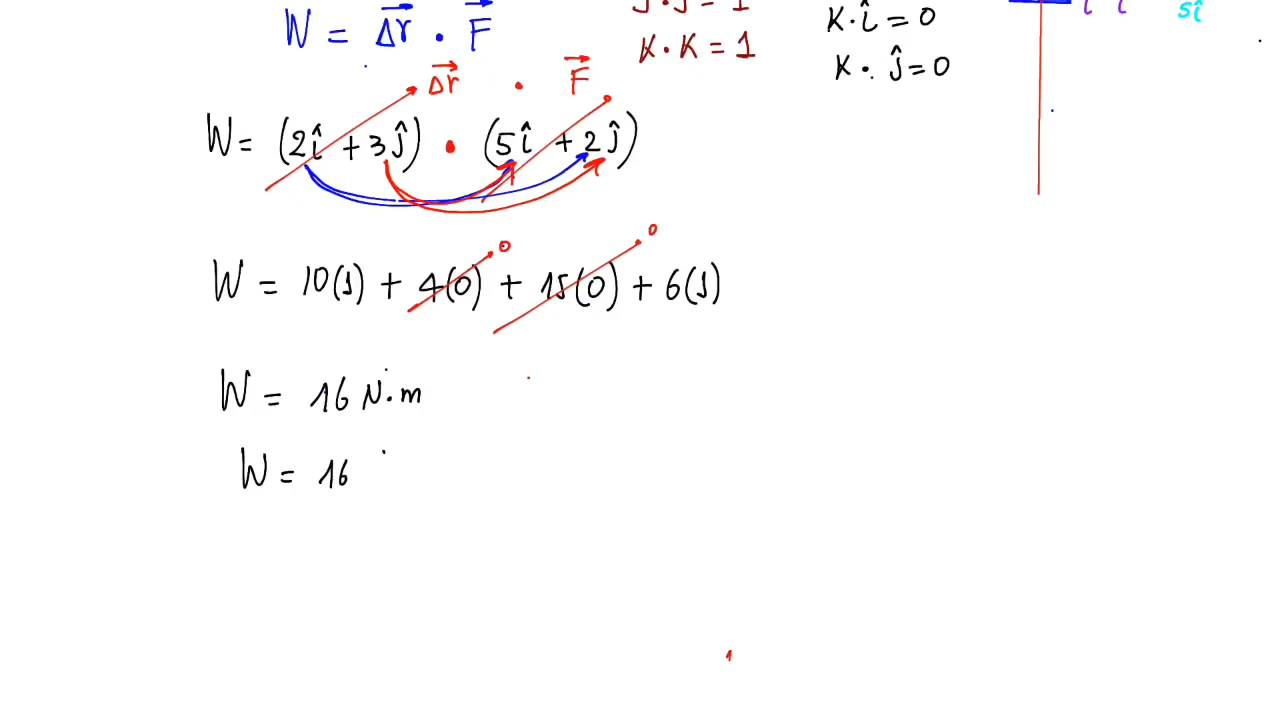 ĵ · ĵ = 1
î î 5î
W = Δr⃗ · F⃗
K · î = 0
K · K = 1
K · ĵ = 0
Δr⃗ · F⃗
W = (2î + 3ĵ) · (5î + 2ĵ)
0 0
W = 10(1) + 4(0) + 15(0) + 6(1)
W = 16 N·m
W = 16